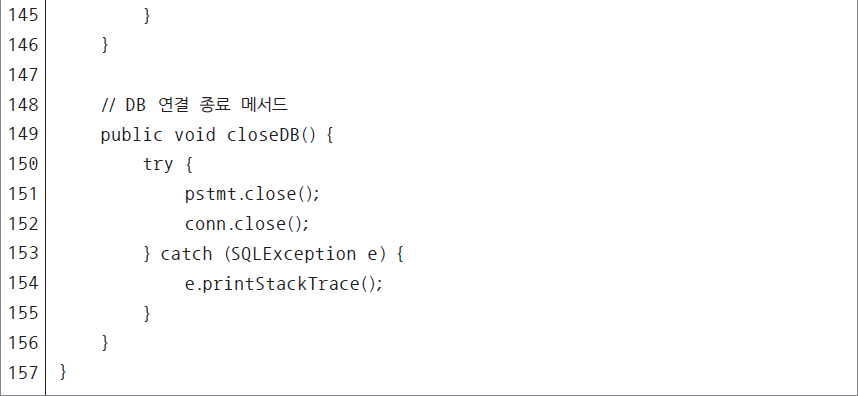 145         }
146     }
147
148     // DB 연결 종료 메서드
149     public void closeDB() {
150         try {
151             pstmt.close();
152             conn.close();
153         } catch (SQLException e) {
154             e.printStackTrace();
155         }
156     }
157 }